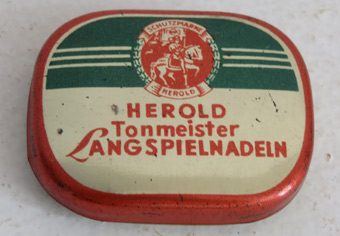 SCHUTZMARKE
HEROLD
HEROLD
Tonmeister
LANGSPIELNADELN